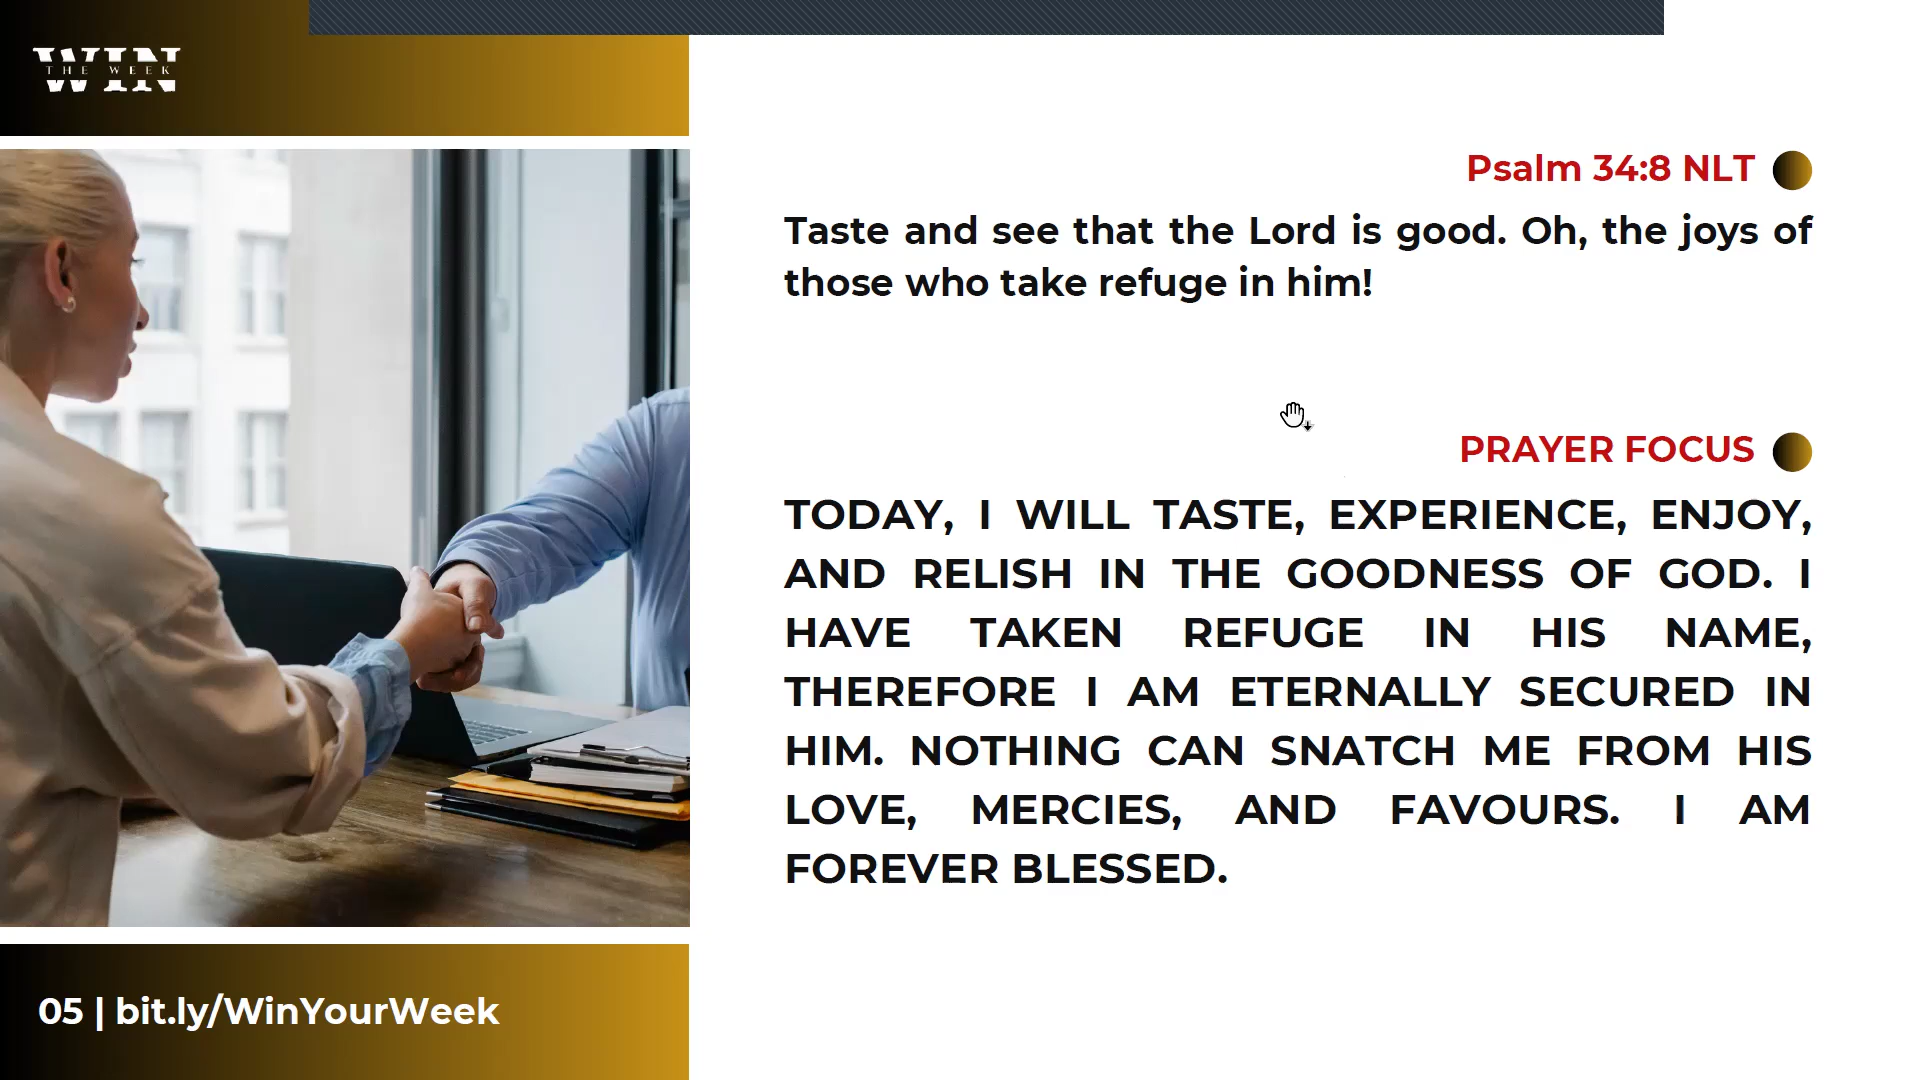 WIN
THE WEEK
Psalm 34:8 NLT
Taste and see that the Lord is good. Oh, the joys of
those who take refuge in him!
PRAYER FOCUS
TODAY, I WILL TASTE, EXPERIENCE, ENJOY,
AND RELISH IN THE GOODNESS OF GOD. I
HAVE TAKEN REFUGE IN HIS NAME,
THEREFORE I AM ETERNALLY SECURED IN
HIM. NOTHING CAN SNATCH ME FROM HIS
LOVE, MERCIES, AND FAVOURS. I AM
FOREVER BLESSED.
05 | bit.ly/WinYourWeek